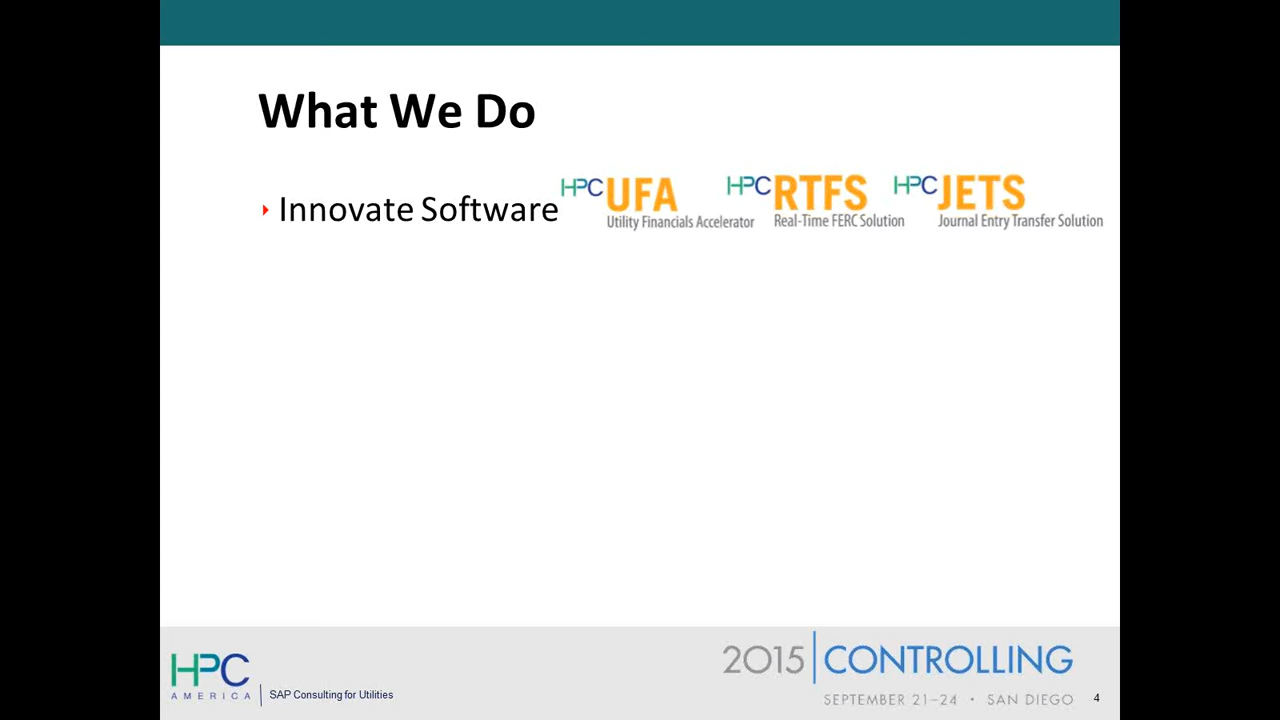 What We Do
Innovate Software
HPC UFA
Utility Financials Accelerator
HPC RTFS
Real-Time FERC Solution
HPC JETS
Journal Entry Transfer Solution
HPC
AMERICA
SAP Consulting for Utilities
2015 CONTROLLING
SEPTEMBER 21–24 • SAN DIEGO
4